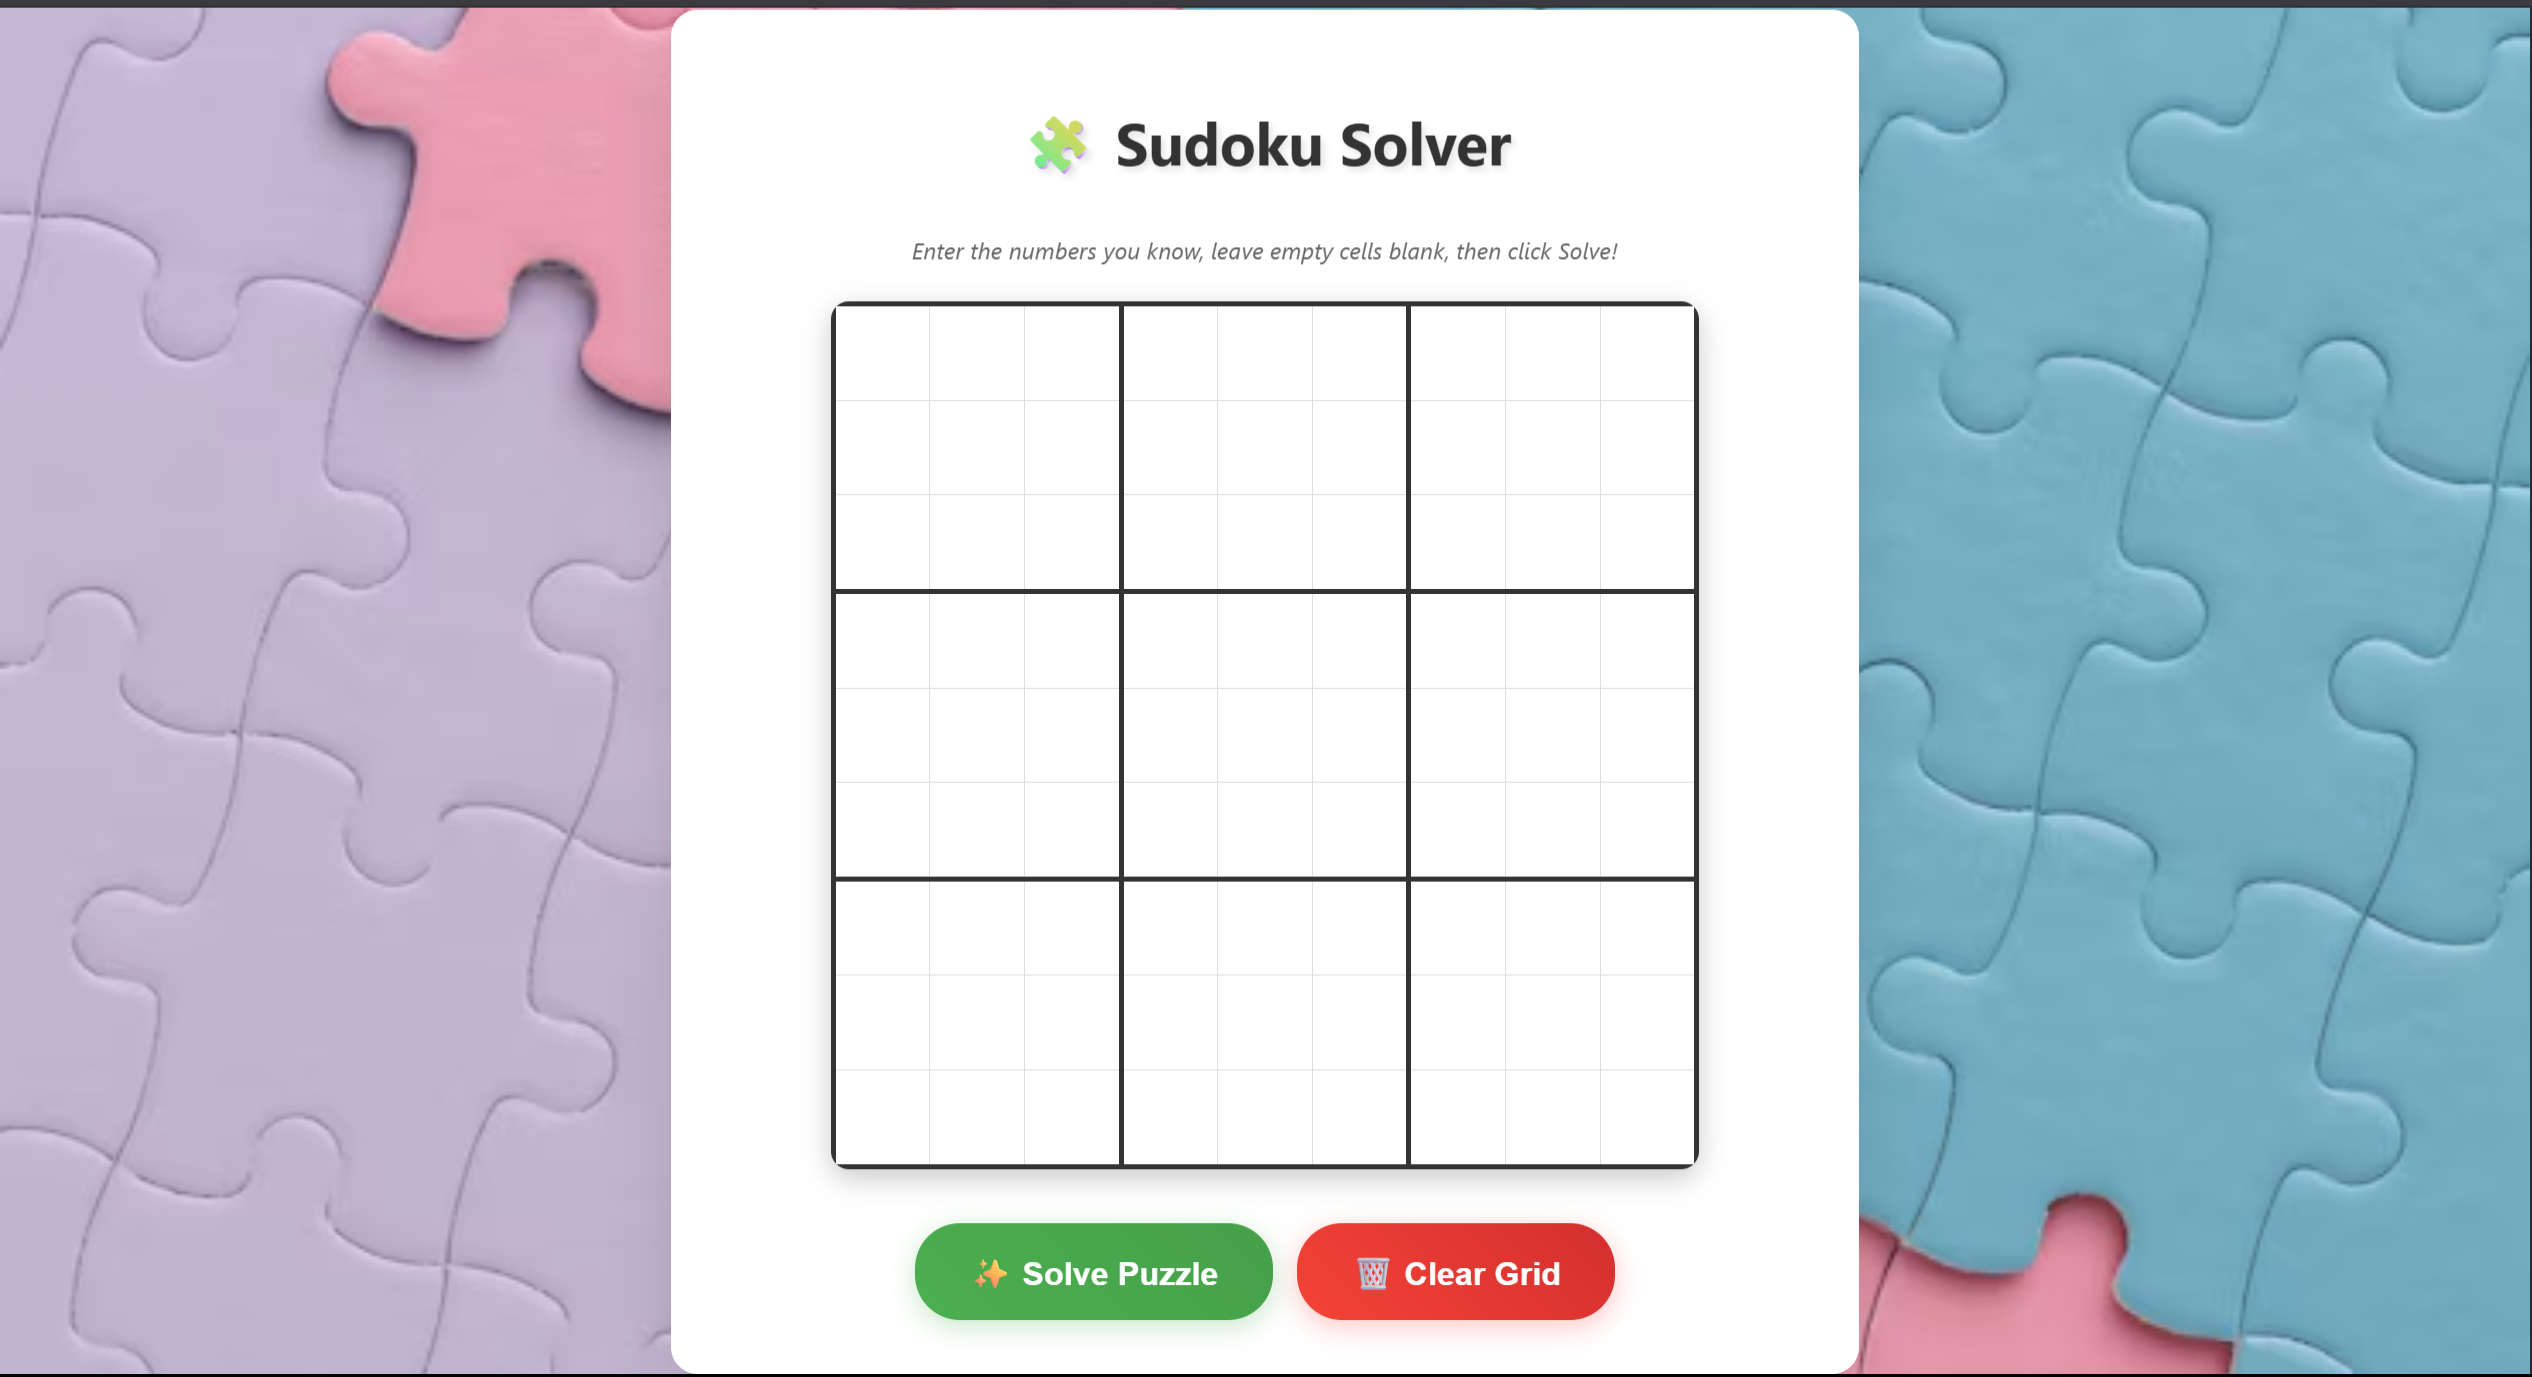 Sudoku Solver
Enter the numbers you know, leave empty cells blank, then click Solve!
Solve Puzzle
Clear Grid